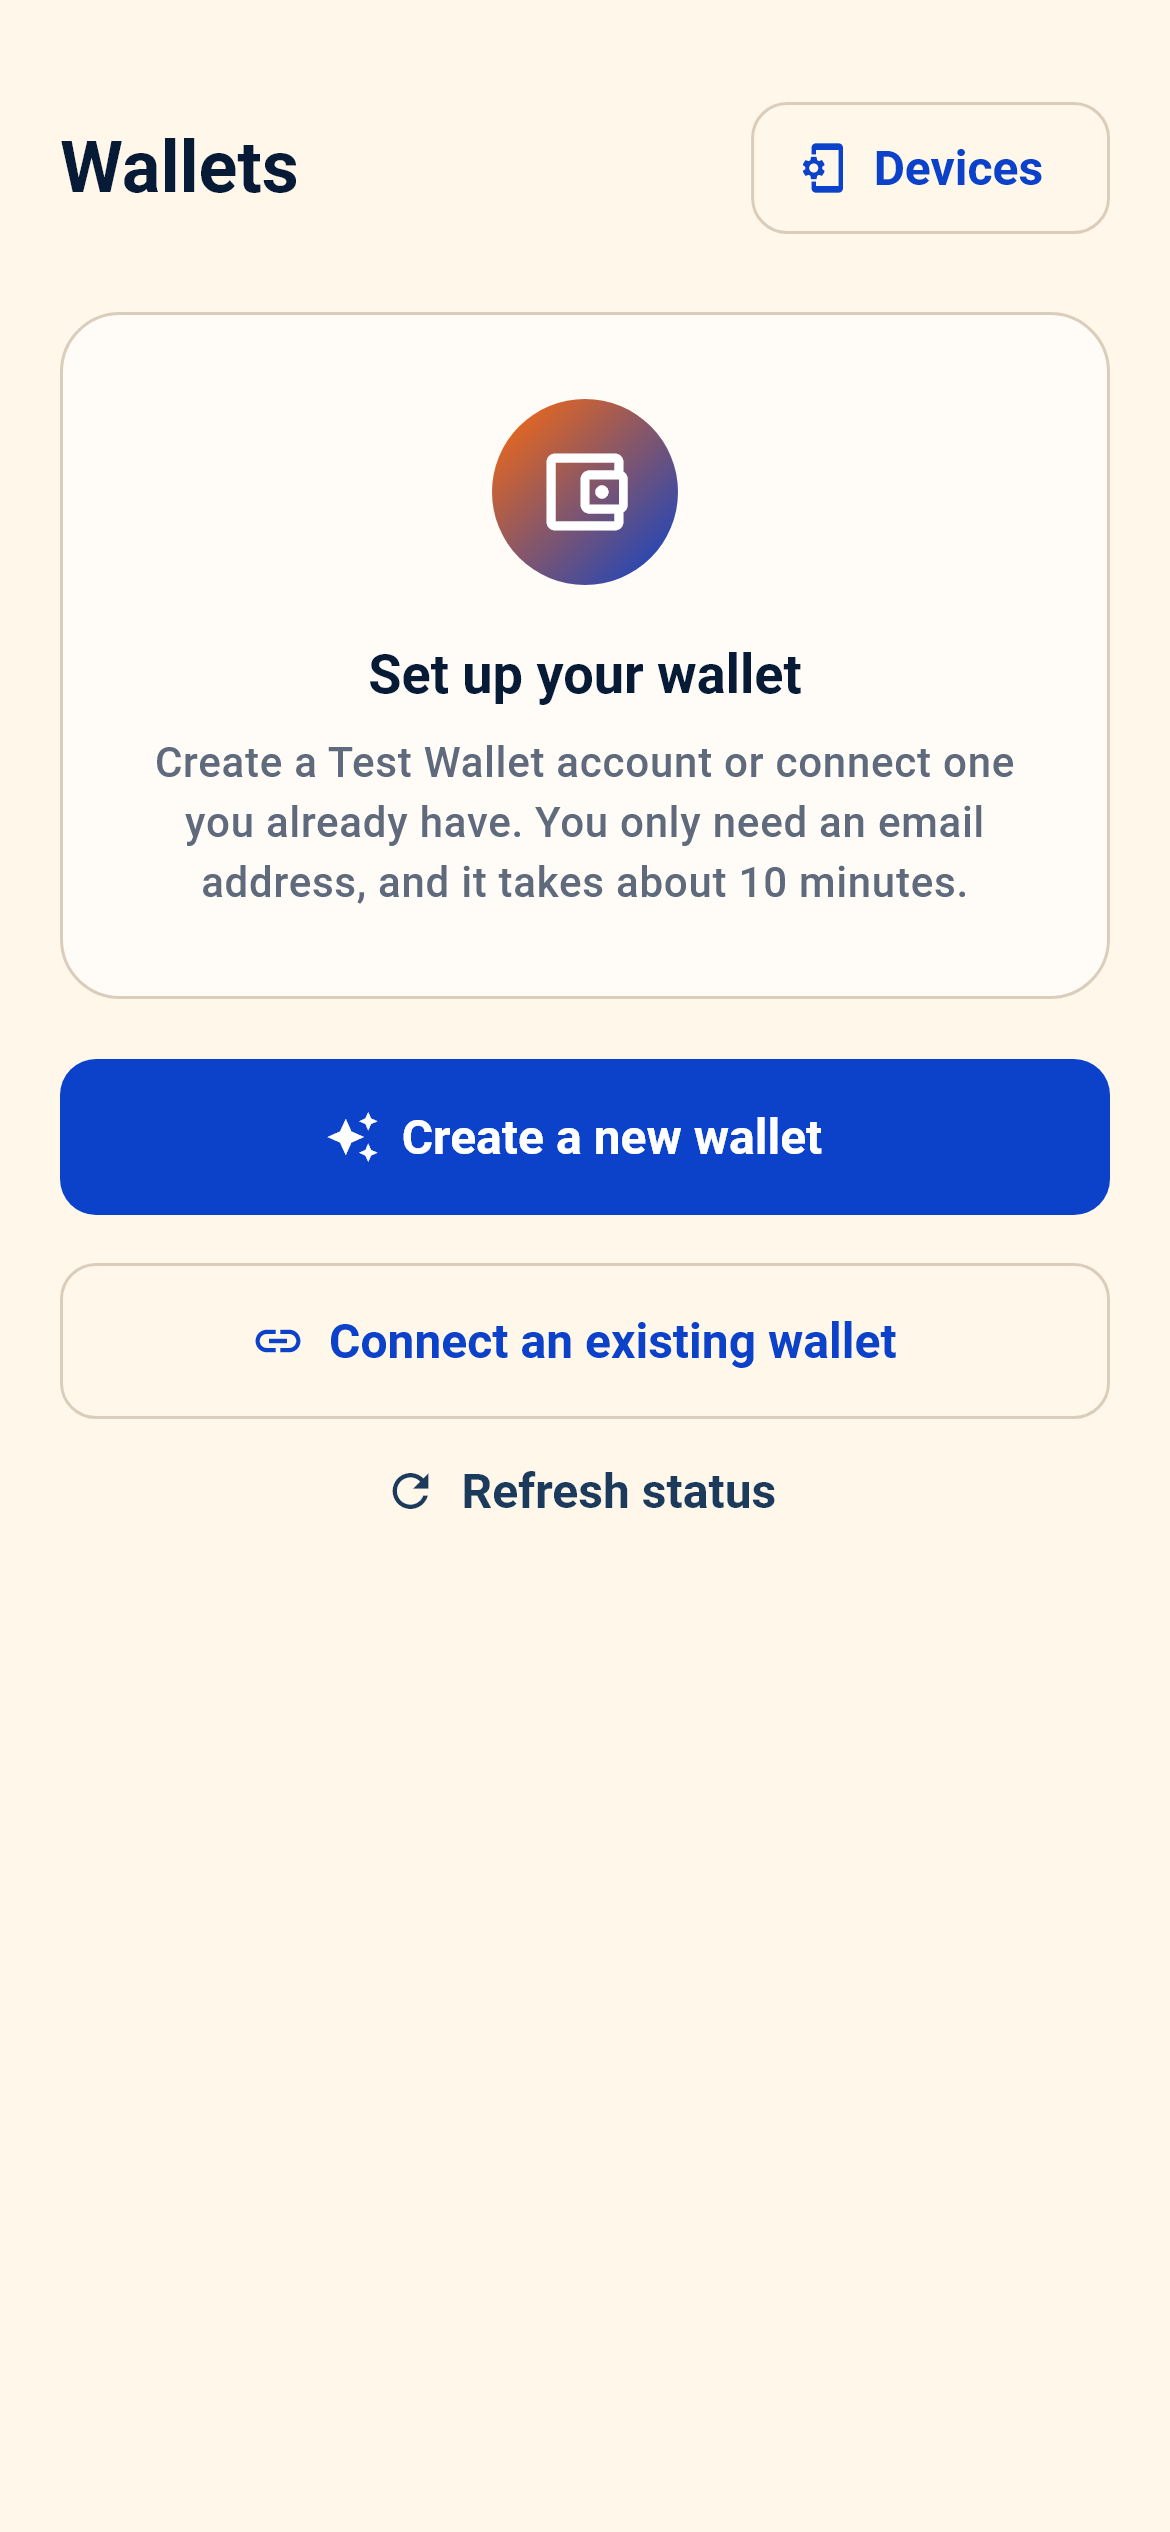 Wallets
Devices
Set up your wallet
Create a Test Wallet account or connect one
you already have. You only need an email
address, and it takes about 10 minutes.
Create a new wallet
Connect an existing wallet
Refresh status